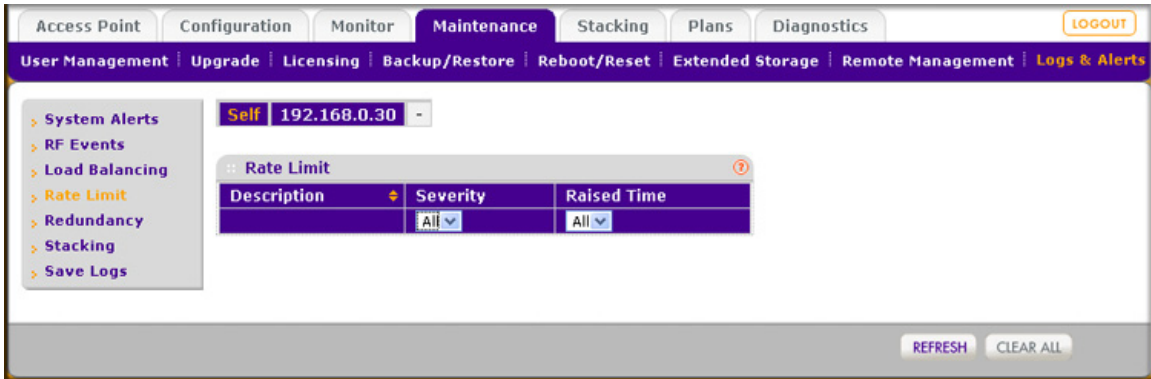 Access Point Configuration Monitor Maintenance Stacking Plans Diagnostics LOGOUT
User Management Upgrade Licensing Backup/Restore Reboot/Reset Extended Storage Remote Management Logs & Alerts
System Alerts
RF Events
Load Balancing
Rate Limit
Redundancy
Stacking
Save Logs
Self 192.168.0.30 -
Rate Limit ?
Description Severity Raised Time
All All
REFRESH CLEAR ALL